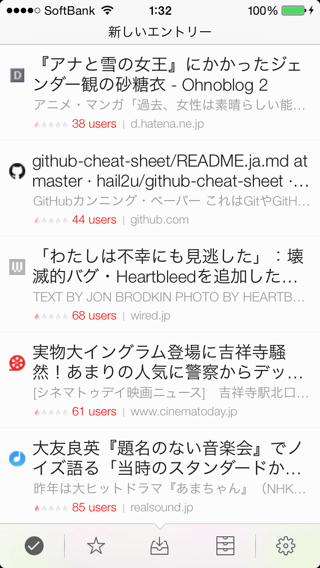 SoftBank 1:32 100%
新しいエントリー
『アナと雪の女王』にかかったジェ
ンダー観の砂糖衣 - Ohnoblog 2
アニメ・マンガ「過去、女性は素晴らしい能…
38 users | d.hatena.ne.jp
github-cheat-sheet/README.ja.md at
master · hail2u/github-cheat-sheet · …
GitHubカンニング・ペーパー これはGitやGitH…
44 users | github.com
「わたしは不幸にも見逃した」：壊
滅的バグ・Heartbleedを追加した…
TEXT BY JON BRODKIN PHOTO BY HEARTB…
68 users | wired.jp
実物大イングラム登場に吉祥寺騒
然！あまりの人気に警察からデッ…
[シネマトゥデイ映画ニュース] 吉祥寺駅北口…
61 users | www.cinematoday.jp
大友良英『題名のない音楽会』でノ
イズ語る「当時のスタンダードか…
昨年は大ヒットドラマ『あまちゃん』（NHK…
85 users | realsound.jp